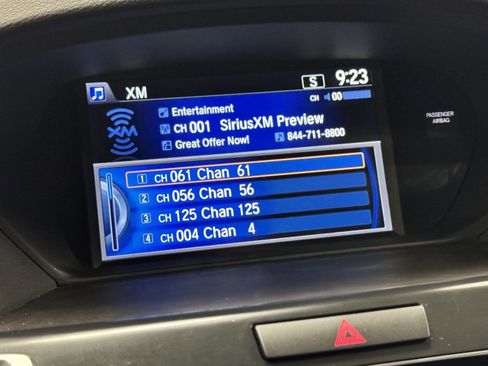 XM S 9:23
CH 00
Entertainment
XM CH 001 SiriusXM Preview
Great Offer Now! 844-711-8800
1 CH 061 Chan 61
2 CH 056 Chan 56
3 CH 125 Chan 125
4 CH 004 Chan 4
PASSENGER
AIRBAG